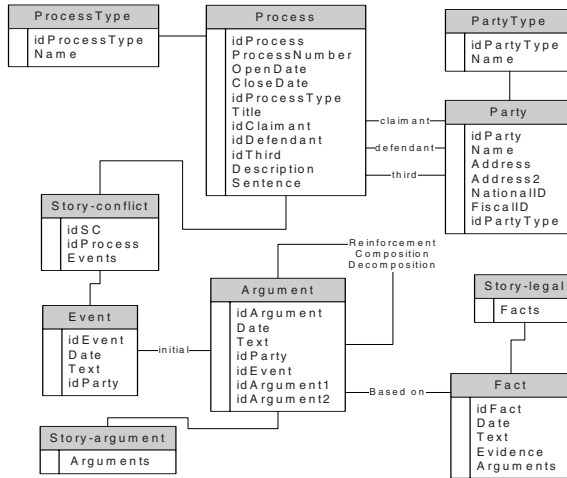 ProcessType
idProcessType
Name
Process
idProcess
ProcessNumber
OpenDate
CloseDate
idProcessType
Title
idClaimant
idDefendant
idThird
Description
Sentence
PartyType
idPartyType
Name
claimant
defendant
third
Party
idParty
Name
Address
Address2
NationalID
FiscalID
idPartyType
Story-conflict
idSC
idProcess
Events
Reinforcement
Composition
Decomposition
Event
idEvent
Date
Text
idParty
initial
Argument
idArgument
Date
Text
idParty
idEvent
idArgument1
idArgument2
Story-legal
Facts
Based on
Fact
idFact
Date
Text
Evidence
Arguments
Story-argument
Arguments